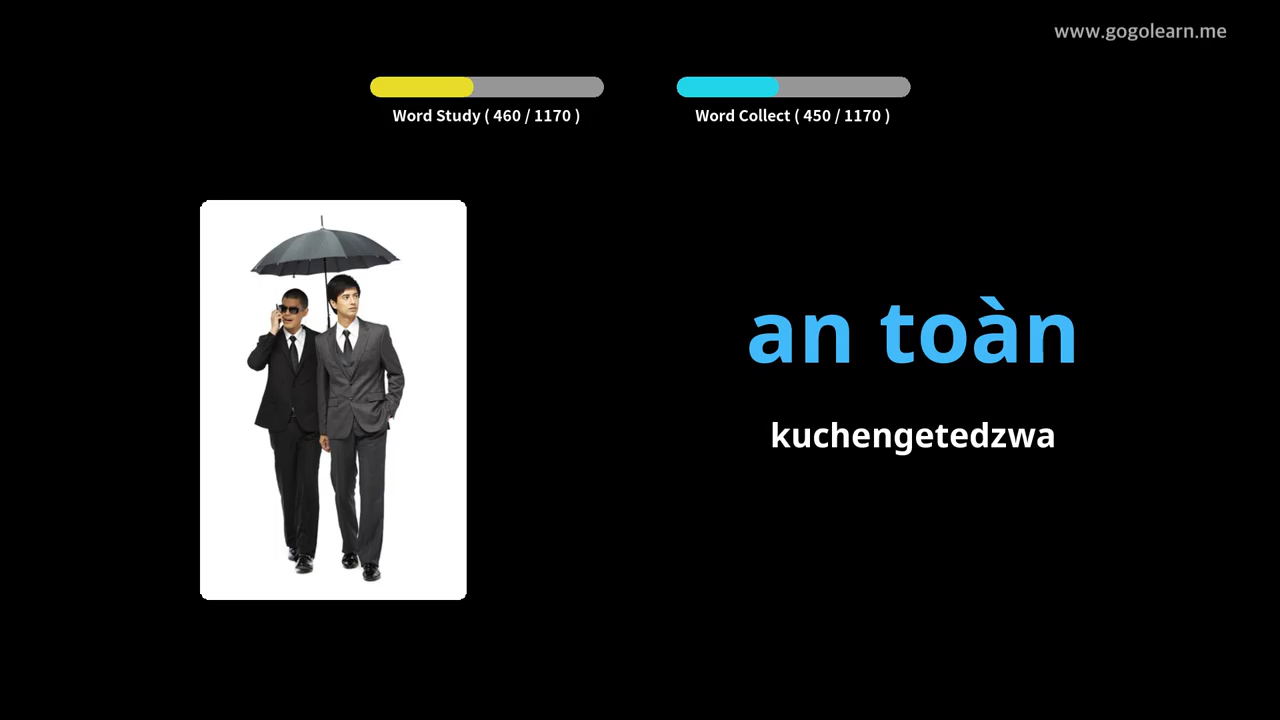 www.gogolearn.me
Word Study ( 460 / 1170 )
Word Collect ( 450 / 1170 )
an toàn
kuchengetedzwa